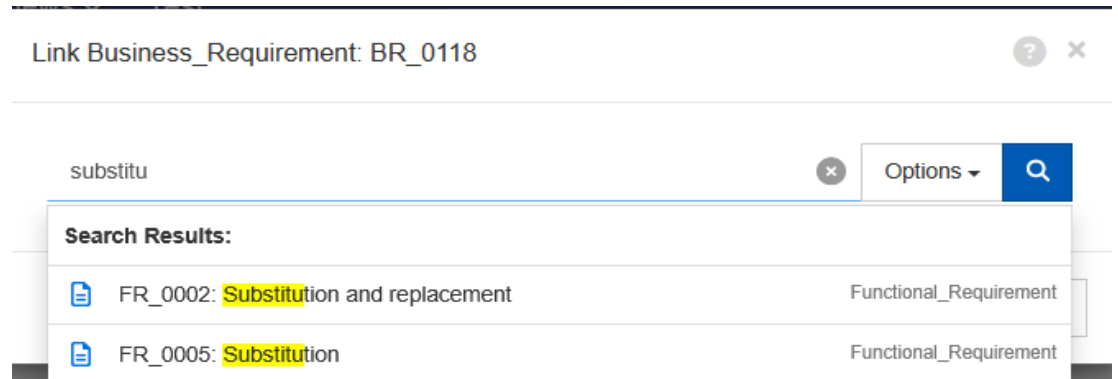 Link Business_Requirement: BR_0118
?
substitu
Options
Search Results:
FR_0002: Substitution and replacement
Functional_Requirement
FR_0005: Substitution
Functional_Requirement